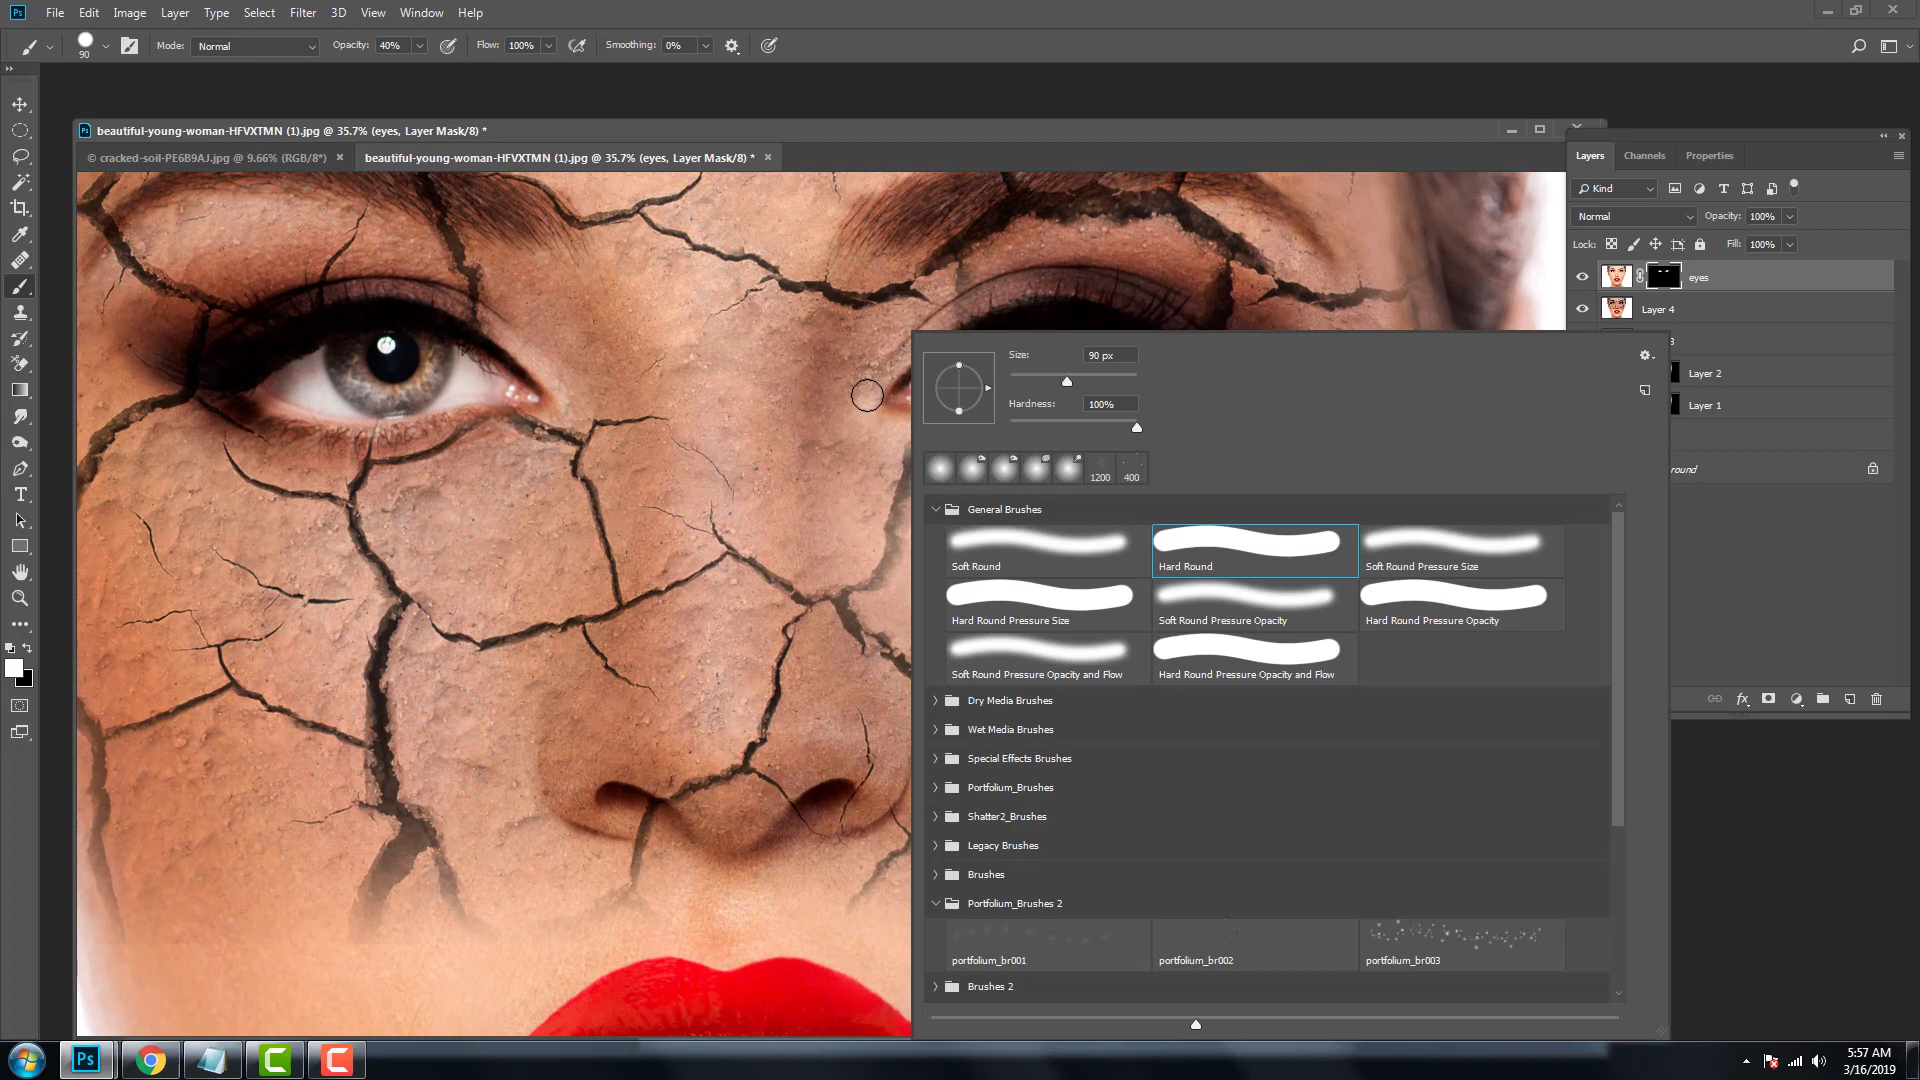 Ps File Edit Image Layer Type Select Filter 3D View Window Help
90 Mode: Normal Opacity: 40% Flow: 100% Smoothing: 0%
beautiful-young-woman-HFVXTMN (1).jpg @ 35.7% (eyes, Layer Mask/8) *
© cracked-soil-PE6B9AJ.jpg @ 9.66% (RGB/8*) × beautiful-young-woman-HFVXTMN (1).jpg @ 35.7% (eyes, Layer Mask/8) * ×
Layers Channels Properties
Kind
Normal Opacity: 100%
Lock: Fill: 100%
eyes
Layer 4
3
Layer 2
Layer 1
round
Size: 90 px
Hardness: 100%
1200 400
General Brushes
Soft Round Hard Round Soft Round Pressure Size
Hard Round Pressure Size Soft Round Pressure Opacity Hard Round Pressure Opacity
Soft Round Pressure Opacity and Flow Hard Round Pressure Opacity and Flow
Dry Media Brushes
Wet Media Brushes
Special Effects Brushes
Portfolium_Brushes
Shatter2_Brushes
Legacy Brushes
Brushes
Portfolium_Brushes 2
portfolium_br001 portfolium_br002 portfolium_br003
Brushes 2
Ps
5:57 AM
3/16/2019